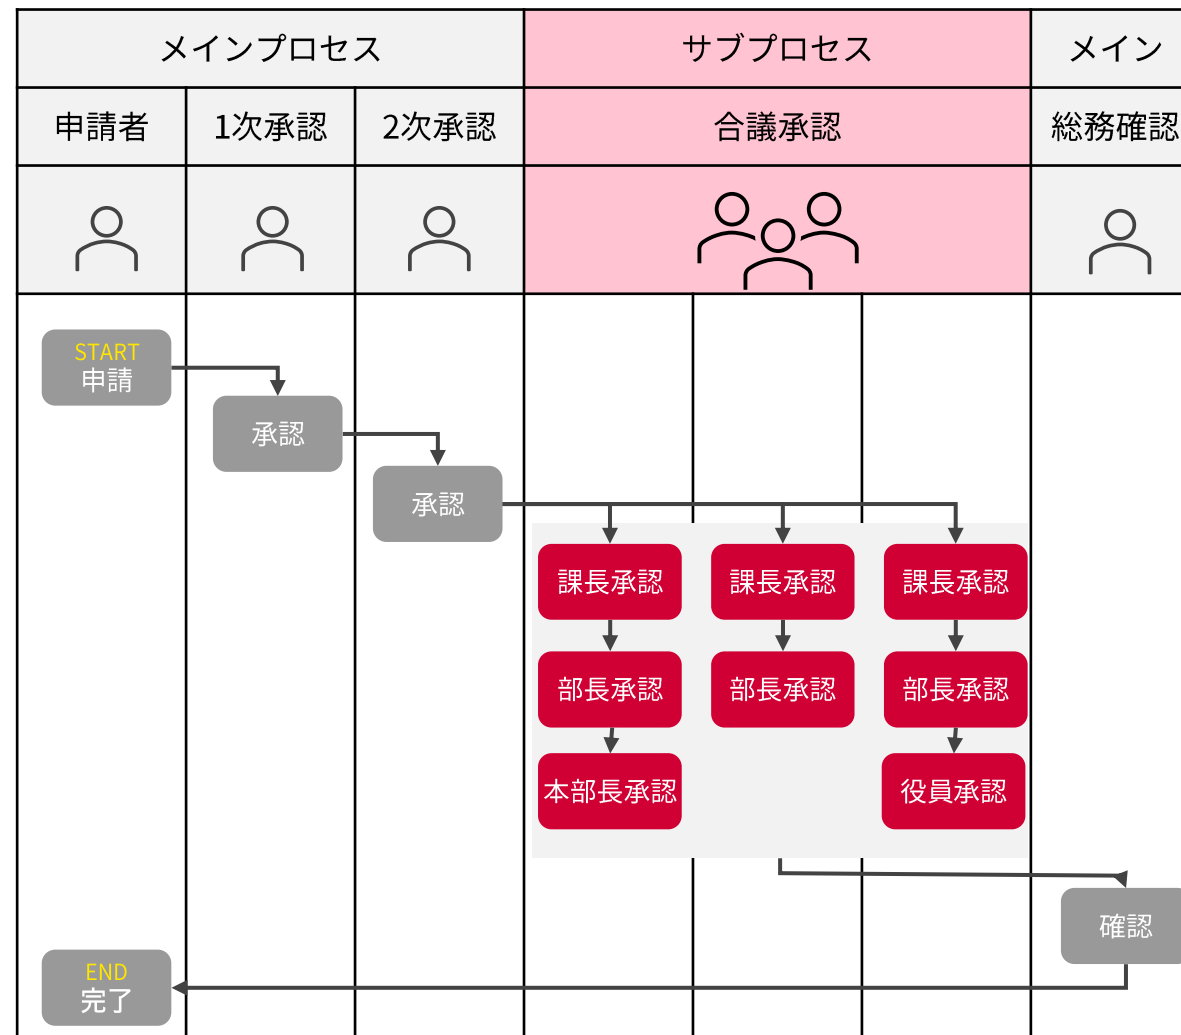 メインプロセス
サブプロセス
メイン
申請者
1次承認
2次承認
合議承認
総務確認
START
申請
承認
承認
課長承認
課長承認
課長承認
部長承認
部長承認
部長承認
本部長承認
役員承認
確認
END
完了